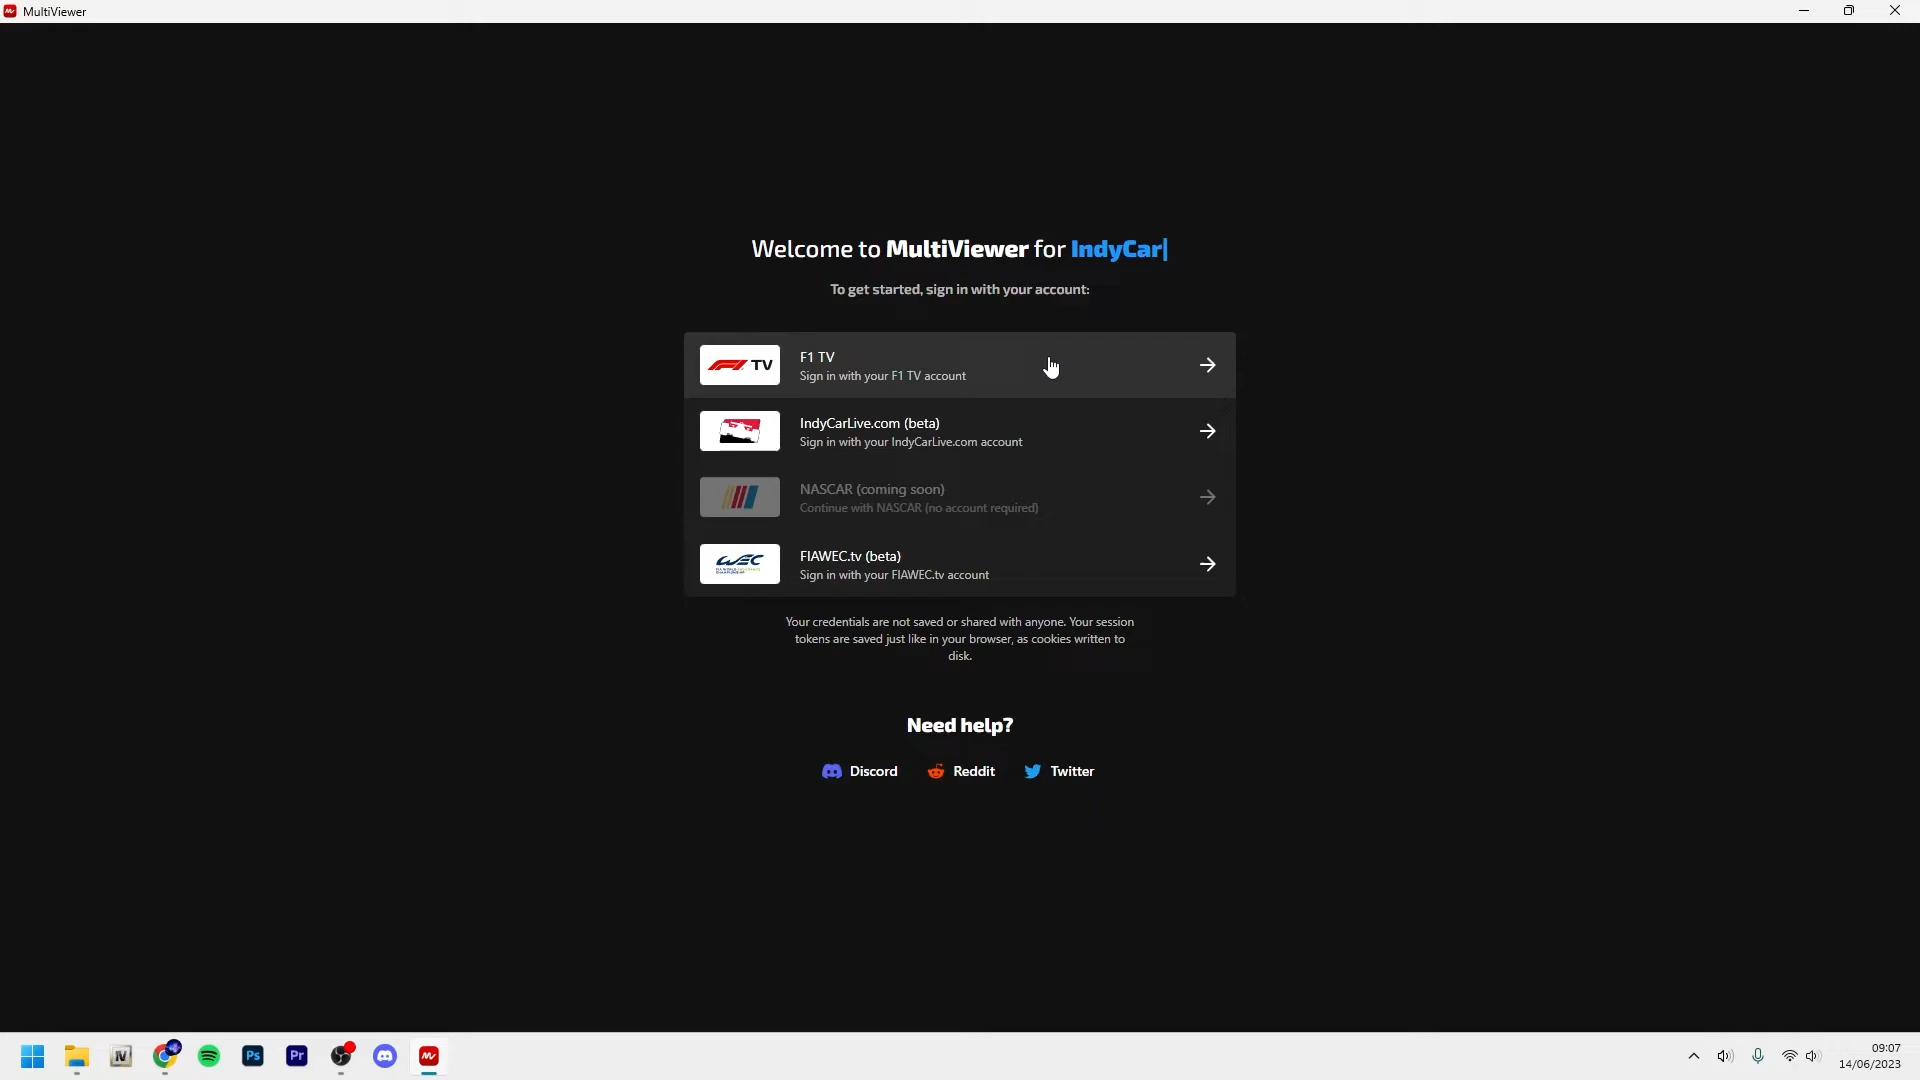 MultiViewer
Welcome to MultiViewer for IndyCar|
To get started, sign in with your account:
TV
F1 TV
Sign in with your F1 TV account
IndyCarLive.com (beta)
Sign in with your IndyCarLive.com account
NASCAR (coming soon)
Continue with NASCAR (no account required)
WEC
FIAWEC.tv (beta)
Sign in with your FIAWEC.tv account
Your credentials are not saved or shared with anyone. Your session
tokens are saved just like in your browser, as cookies written to
disk.
Need help?
Discord
Reddit
Twitter
IV
Ps
Pr
09:07
14/06/2023